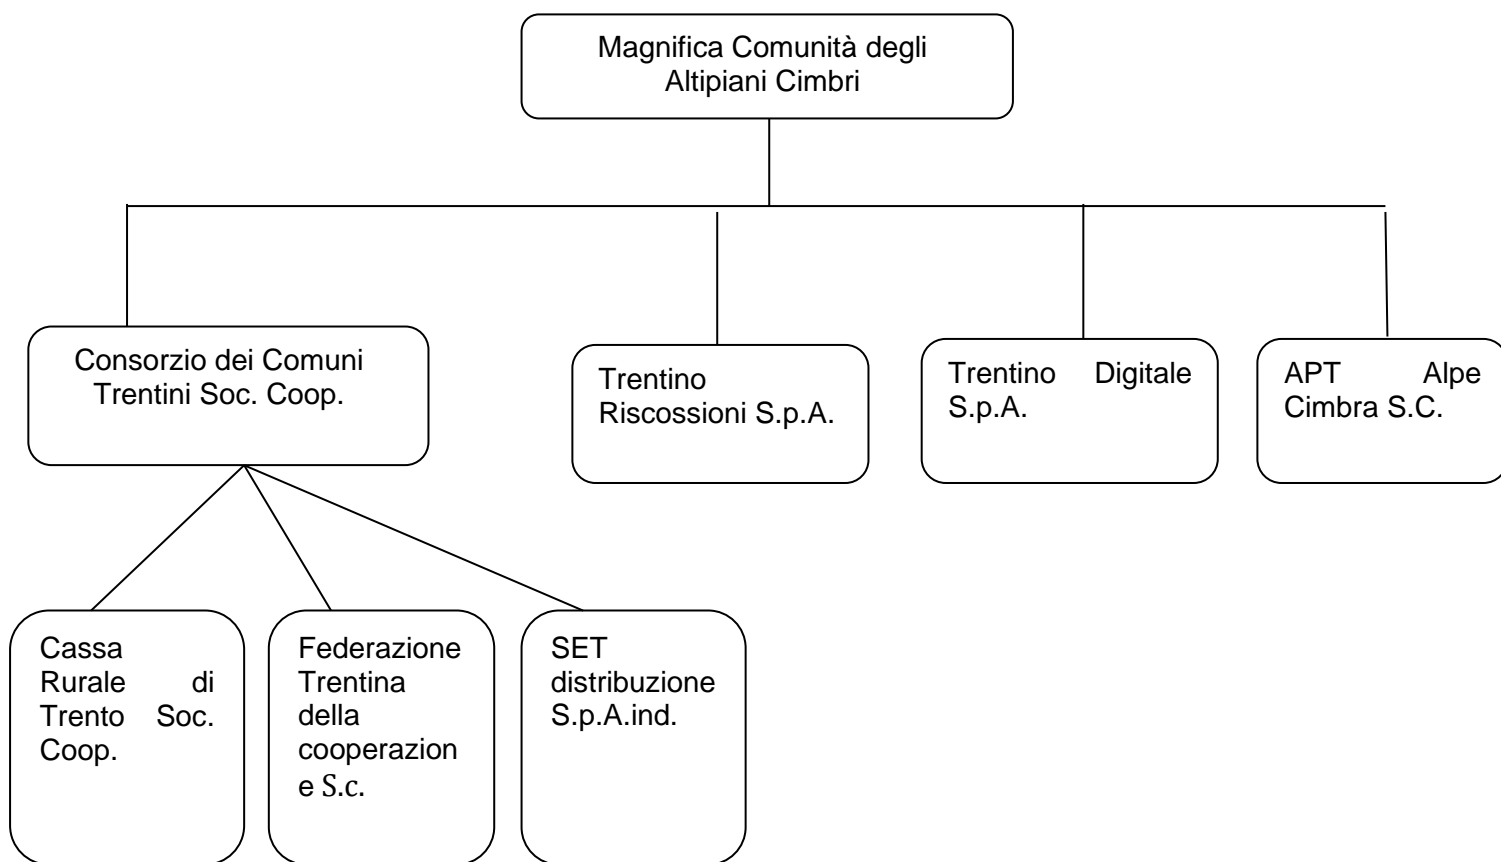 Magnifica Comunità degli
Altipiani Cimbri
Consorzio dei Comuni
Trentini Soc. Coop.
Trentino
Riscossioni S.p.A.
Trentino Digitale
S.p.A.
APT Alpe
Cimbra S.C.
Cassa
Rurale di
Trento Soc.
Coop.
Federazione
Trentina
della
cooperazion
e S.c.
SET
distribuzione
S.p.A.ind.